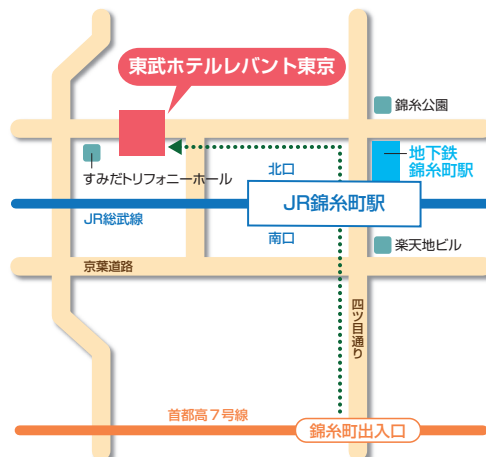 東武ホテルレバント東京
錦糸公園
地下鉄
錦糸町駅
すみだトリフォニーホール
北口
JR錦糸町駅
JR総武線
南口
楽天地ビル
京葉道路
四ツ目通り
首都高7号線
錦糸町出入口